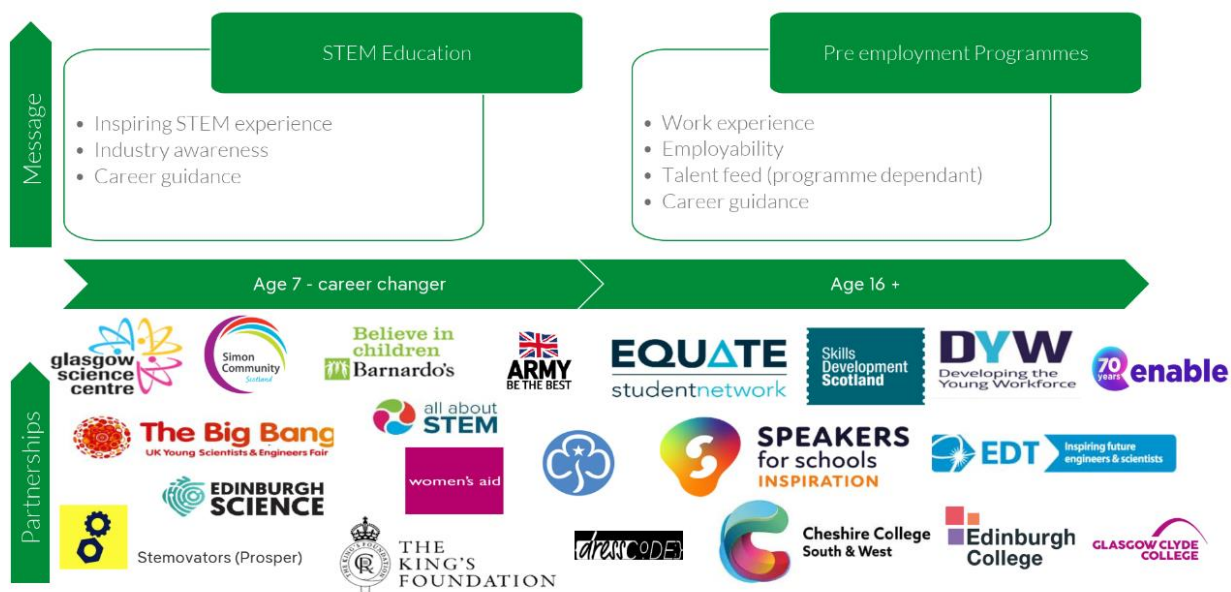 Message
STEM Education
• Inspiring STEM experience
• Industry awareness
• Career guidance
Pre employment Programmes
• Work experience
• Employability
• Talent feed (programme dependant)
• Career guidance
Age 7 - career changer
Age 16 +
Partnerships
glasgow
science
centre
Simon
Community
Scotland
Believe in
children
Barnardo's
ARMY
BE THE BEST
EQUATE
studentnetwork
Skills
Development
Scotland
DYW
Developing the
Young Workforce
70
years
enable
The Big Bang
UK Young Scientists & Engineers Fair
all about
STEM
women's aid
SPEAKERS
for schools
INSPIRATION
EDT
Inspiring future
engineers & scientists
EDINBURGH
SCIENCE
Stemovators (Prosper)
THE
KING'S
FOUNDATION
{dressCODE}
Cheshire College
South & West
Edinburgh
College
GLASGOW CLYDE
COLLEGE